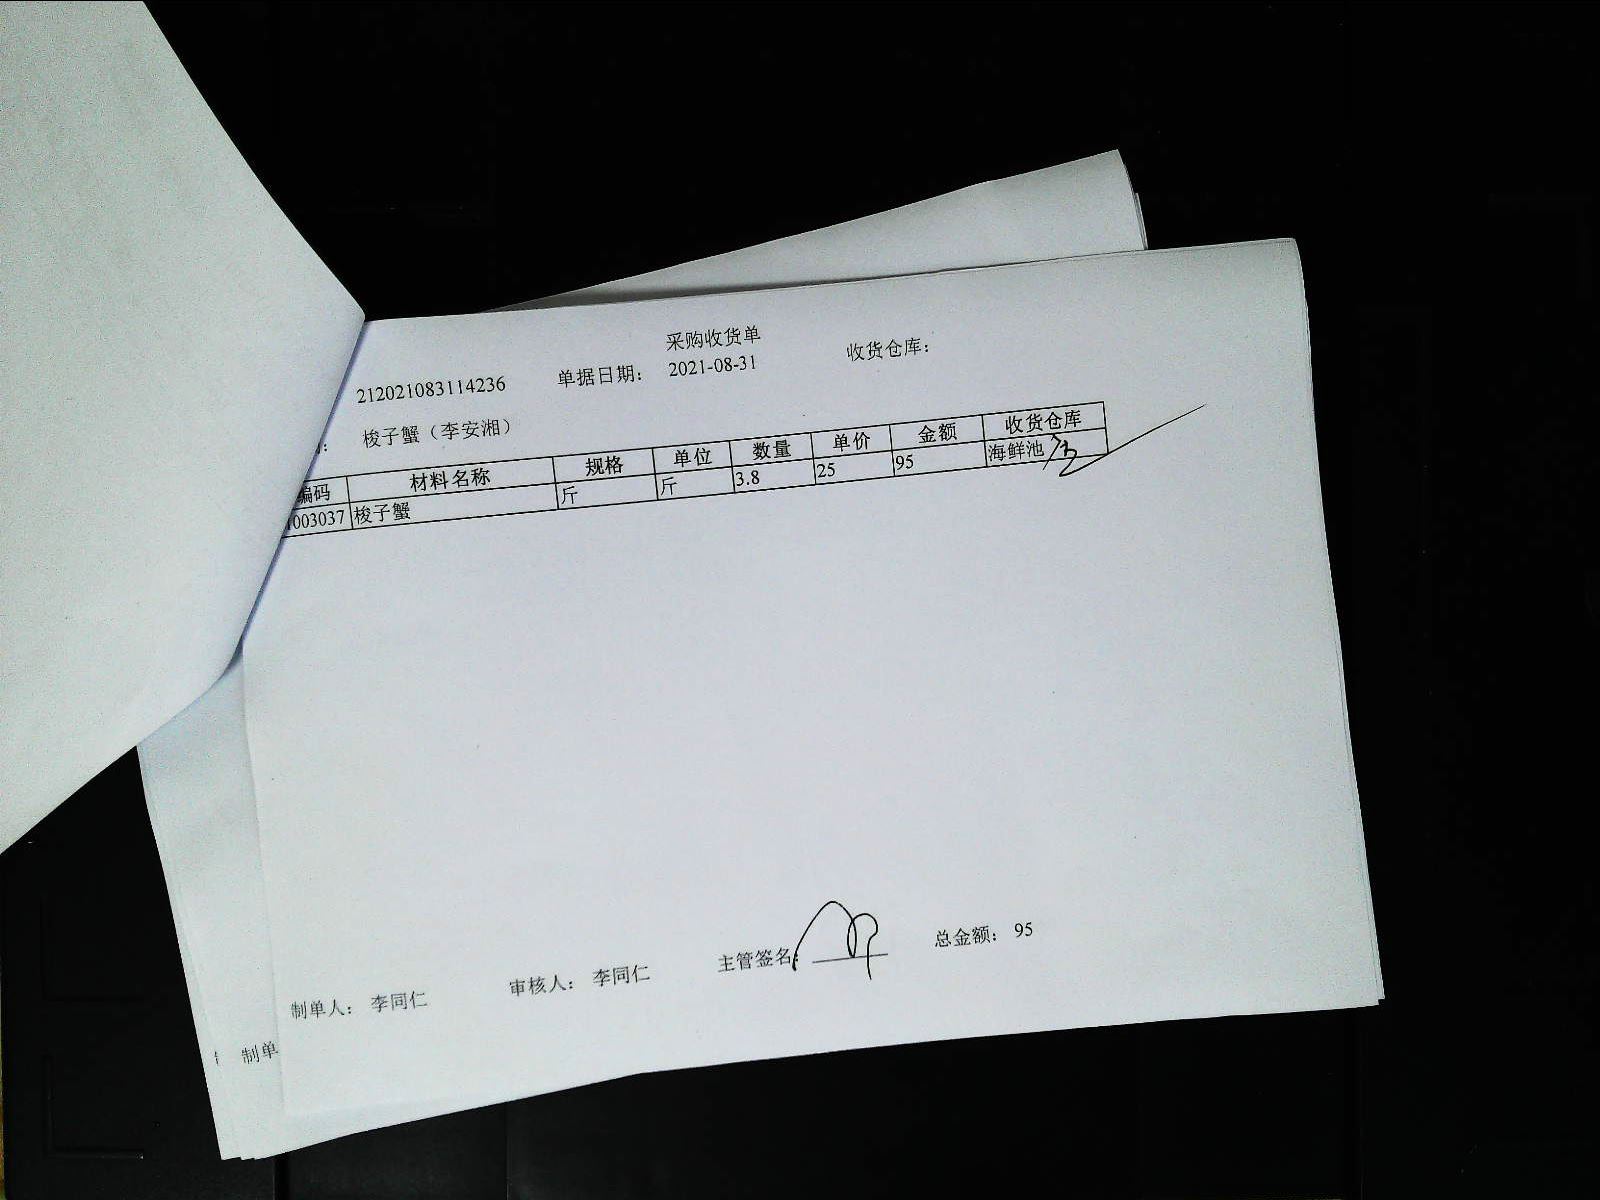 采购收货单
212021083114236 单据日期: 2021-08-31 收货仓库:
: 梭子蟹（李安湘）
编码 材料名称 规格 单位 数量 单价 金额 收货仓库
003037 梭子蟹 斤 斤 3.8 25 95 海鲜池
制单人: 李同仁 审核人: 李同仁 主管签名: 总金额: 95
制单